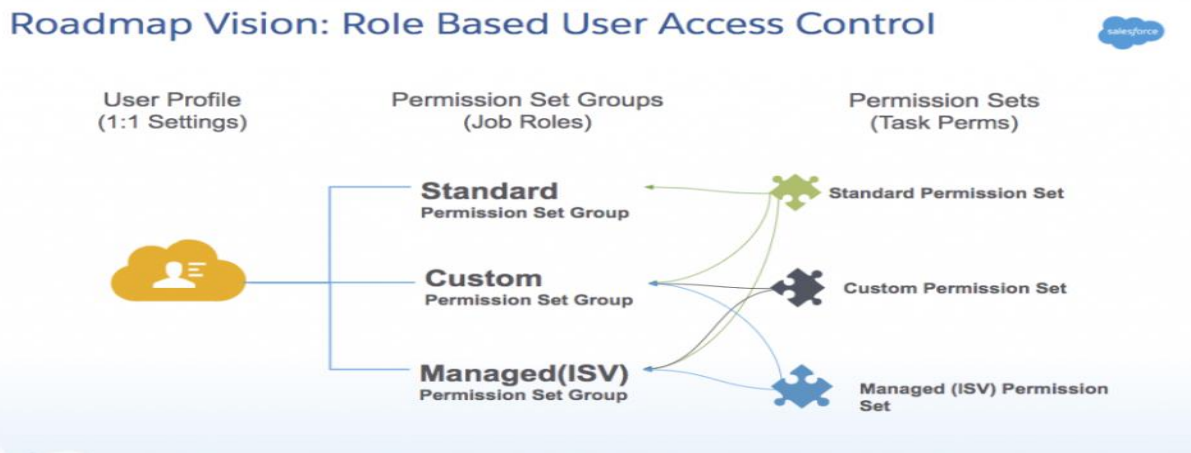 Roadmap Vision: Role Based User Access Control
salesforce
User Profile
(1:1 Settings)
Permission Set Groups
(Job Roles)
Permission Sets
(Task Perms)
Standard
Permission Set Group
Standard Permission Set
Custom
Permission Set Group
Custom Permission Set
Managed(ISV)
Permission Set Group
Managed (ISV) Permission
Set